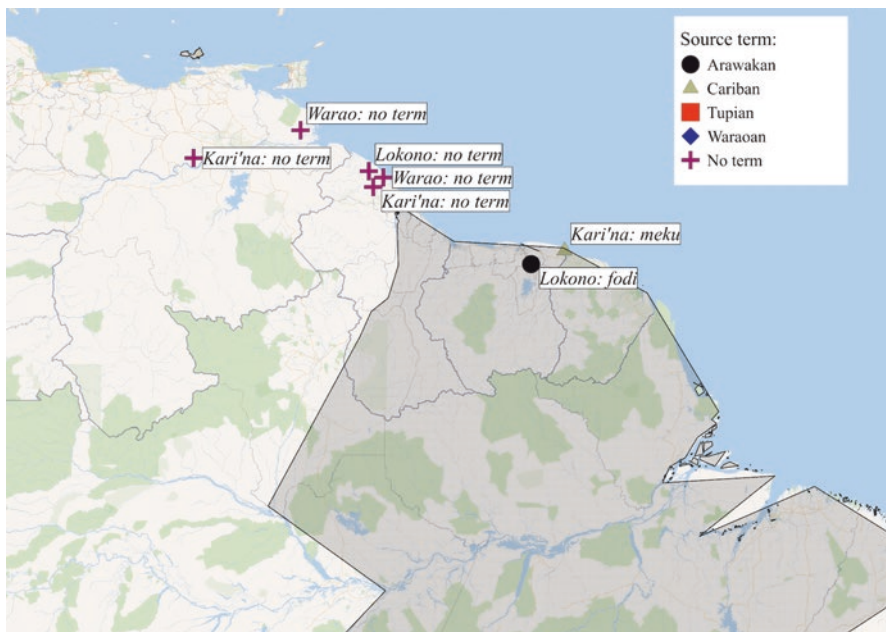 Source term:
Arawakan
Cariban
Tupian
Waraoan
No term
Warao: no term
Kari'na: no term
Lokono: no term
Warao: no term
Kari'na: no term
Kari'na: meku
Lokono: fodi